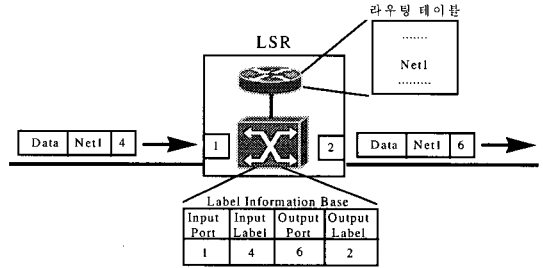 라우팅 테이블
LSR
.......
Net1
.........
Data Net1 4
1
2
Data Net1 6
Label Information Base
Input Port Input Label Output Port Output Label
1 4 6 2